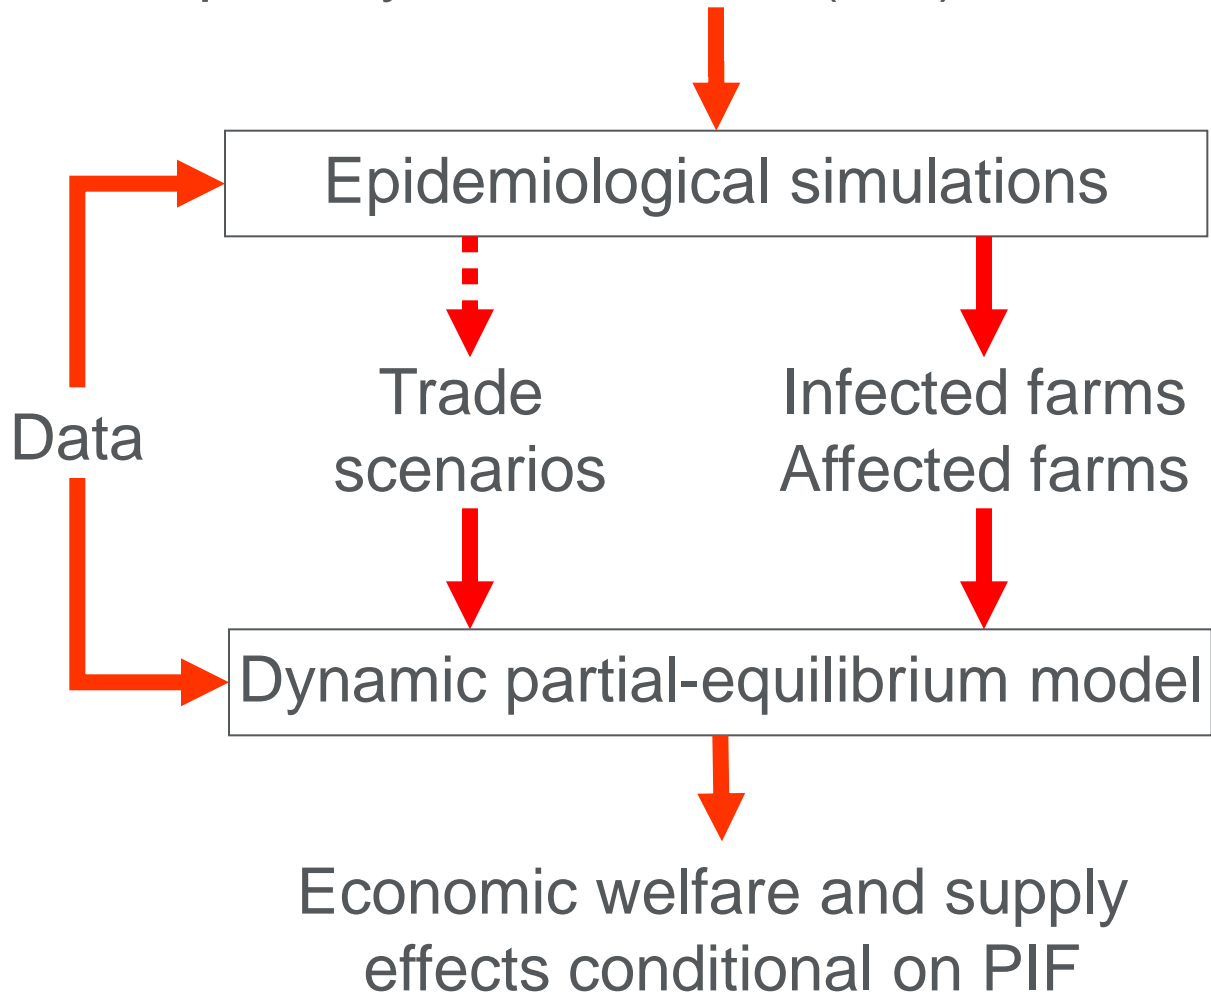 Epidemiological simulations
Trade
scenarios
Infected farms
Affected farms
Data
Dynamic partial-equilibrium model
Economic welfare and supply
effects conditional on PIF